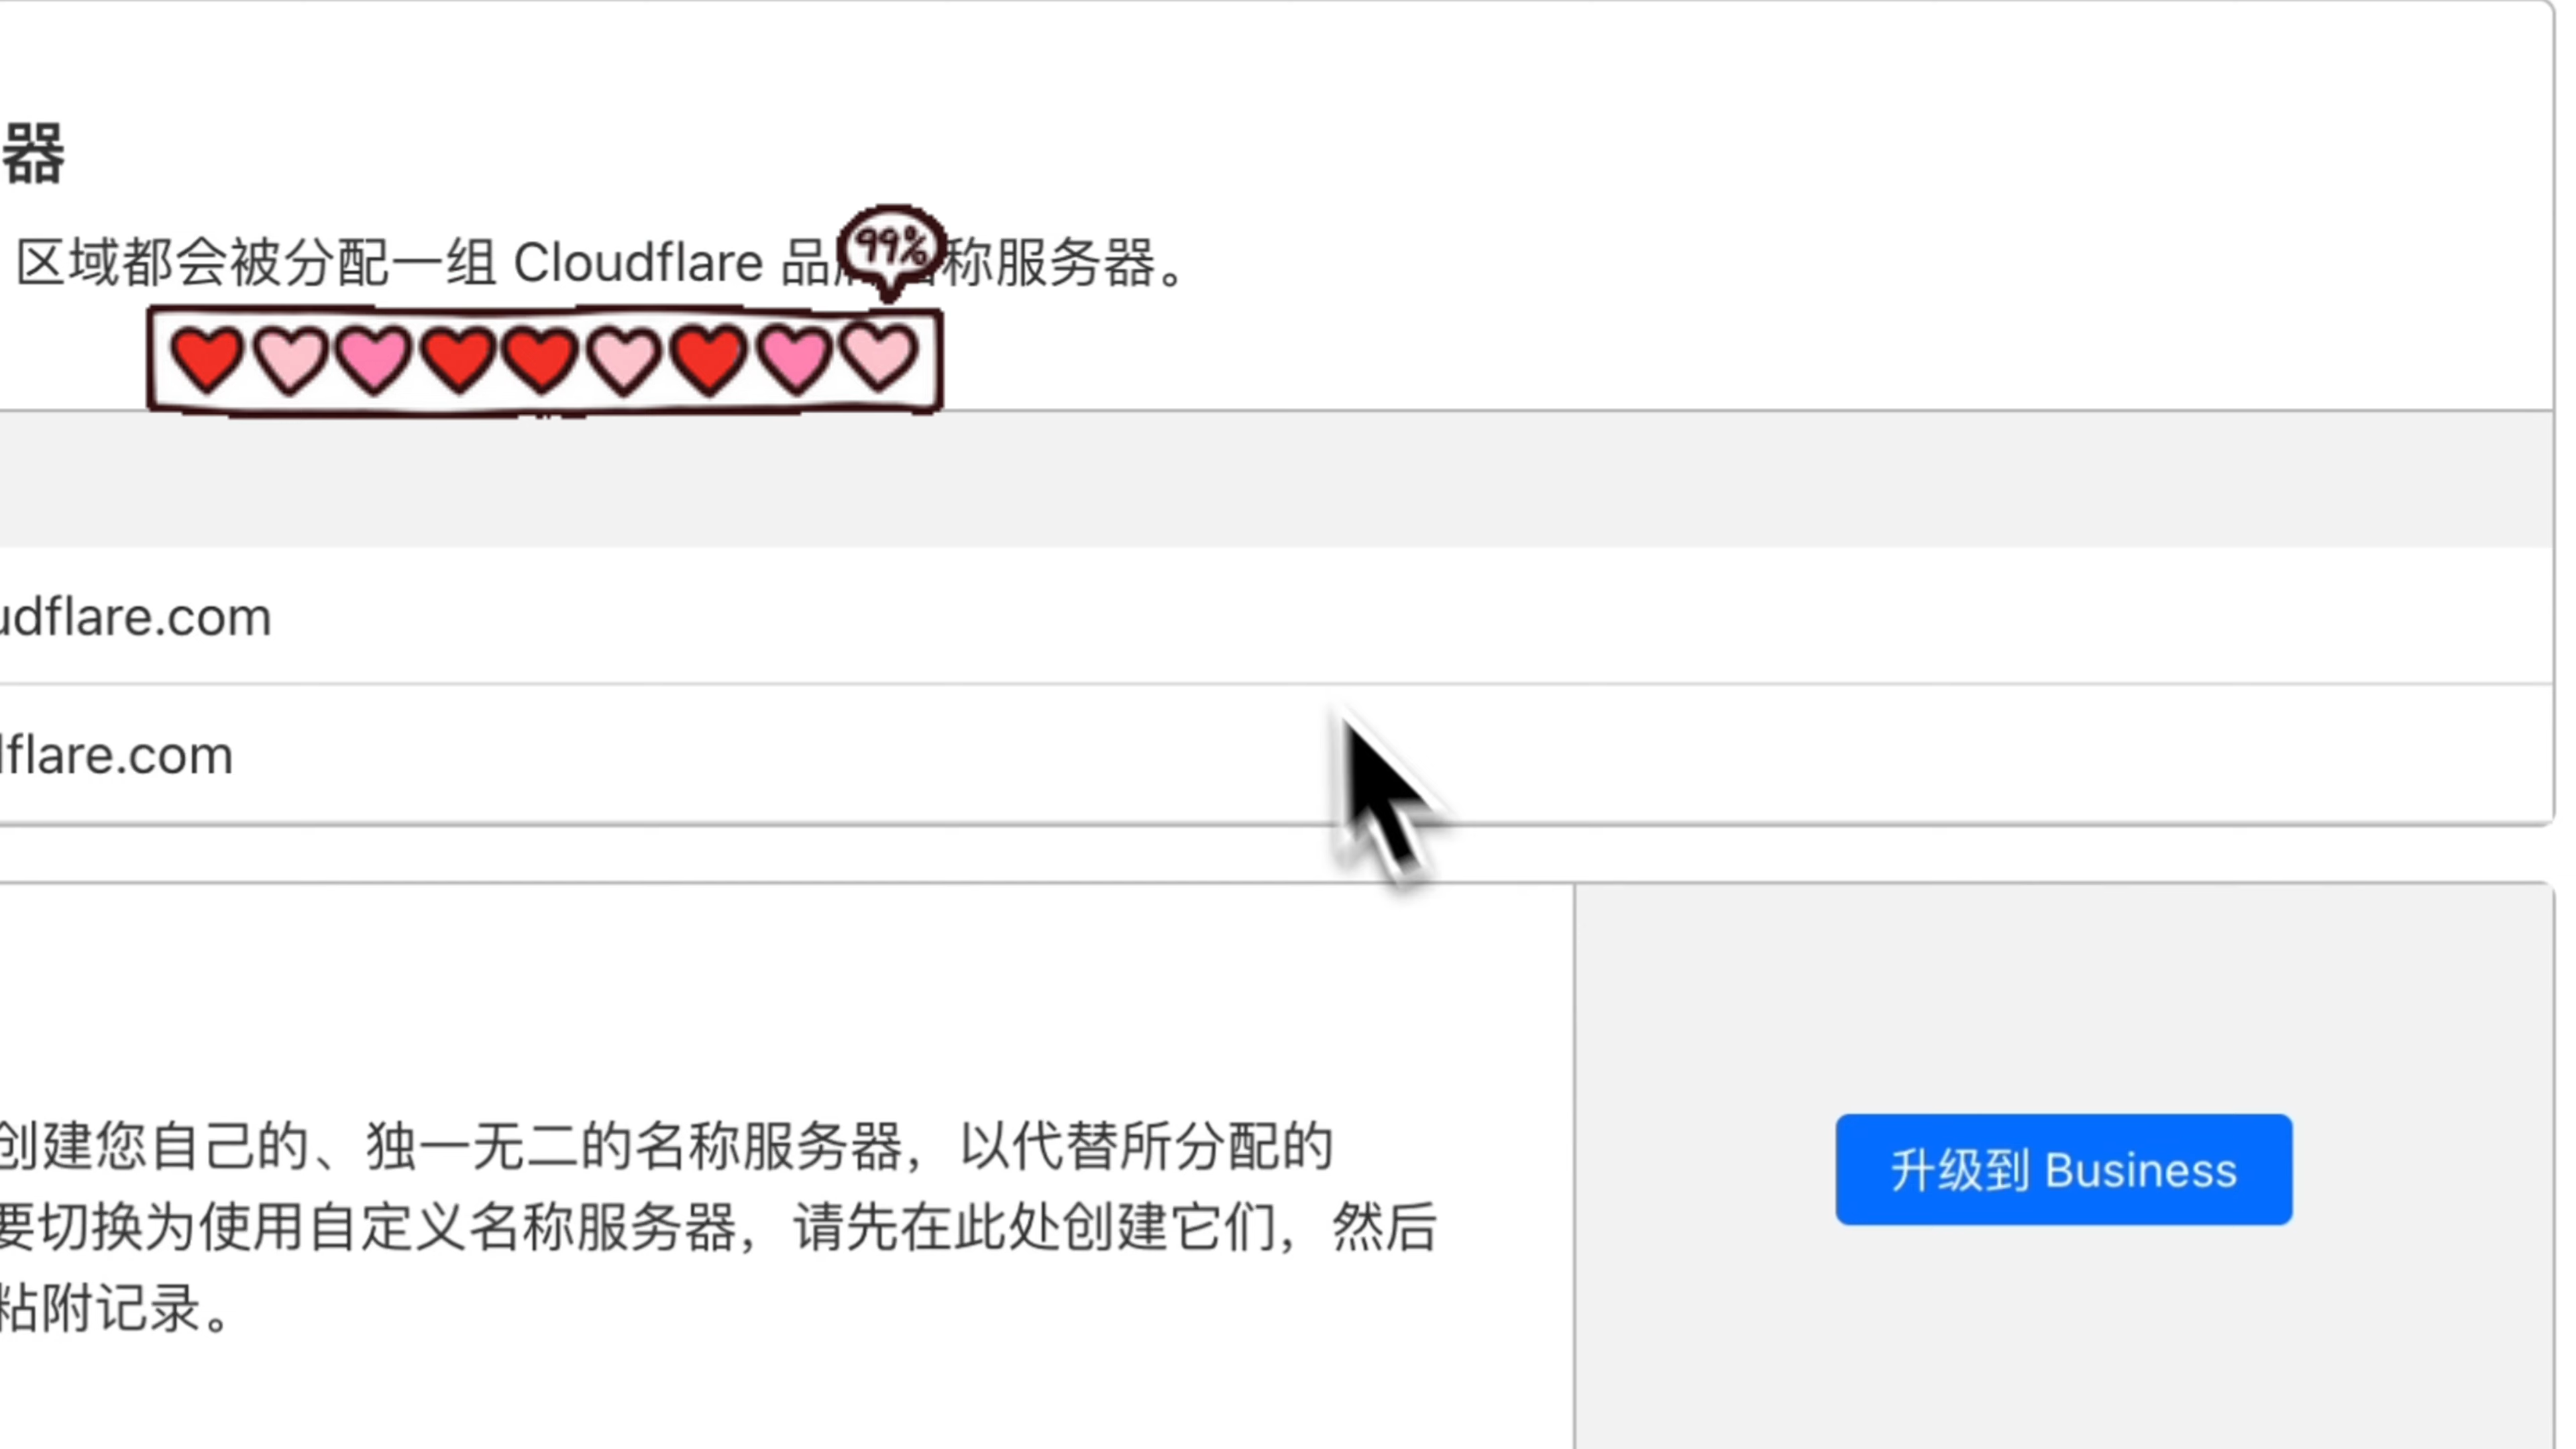 器
区域都会被分配一组 Cloudflare 品 称服务器。
99%
udflare.com
flare.com
创建您自己的、独一无二的名称服务器，以代替所分配的
要切换为使用自定义名称服务器，请先在此处创建它们，然后
粘附记录。
升级到 Business